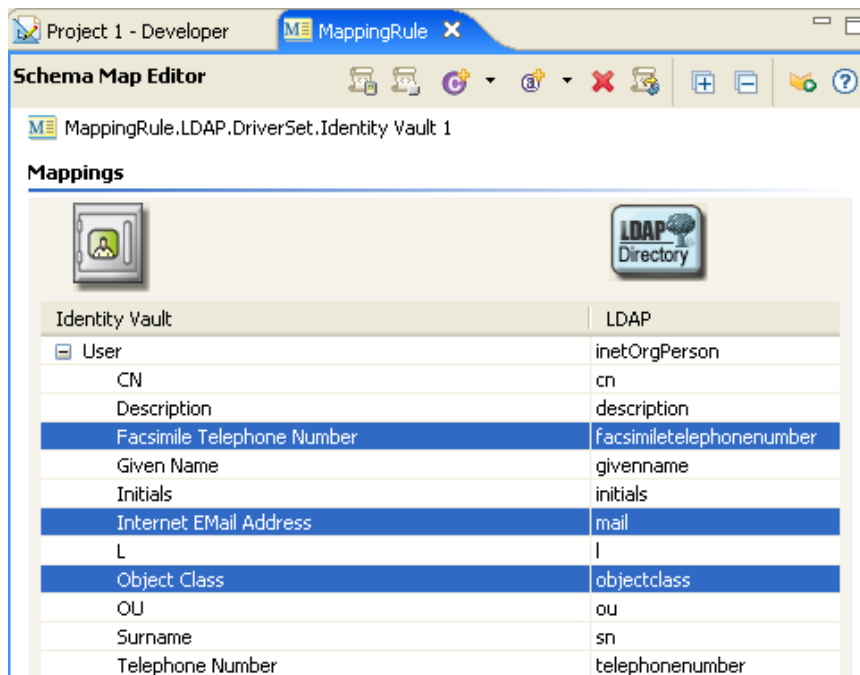 Project 1 - Developer
MappingRule
Schema Map Editor
MappingRule.LDAP.DriverSet.Identity Vault 1
Mappings
LDAP
Directory
Identity Vault LDAP
User inetOrgPerson
CN cn
Description description
Facsimile Telephone Number facsimiletelephonenumber
Given Name givenname
Initials initials
Internet EMail Address mail
L l
Object Class objectclass
OU ou
Surname sn
Telephone Number telephonenumber